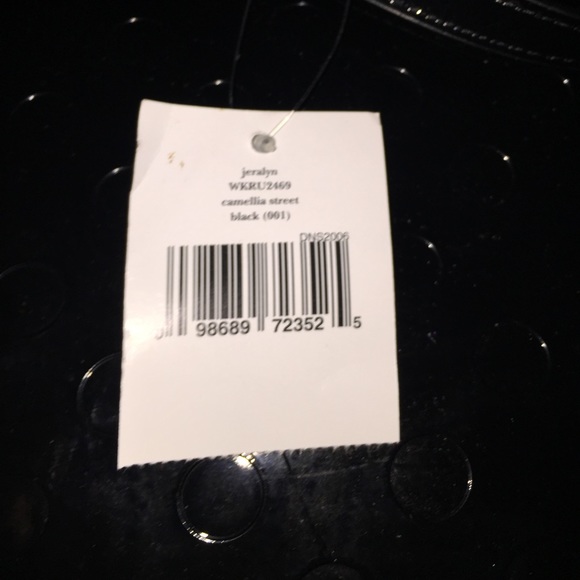 jeralyn
WKRU2469
camellia street
black (001)
DNS2006
98689 72352 5